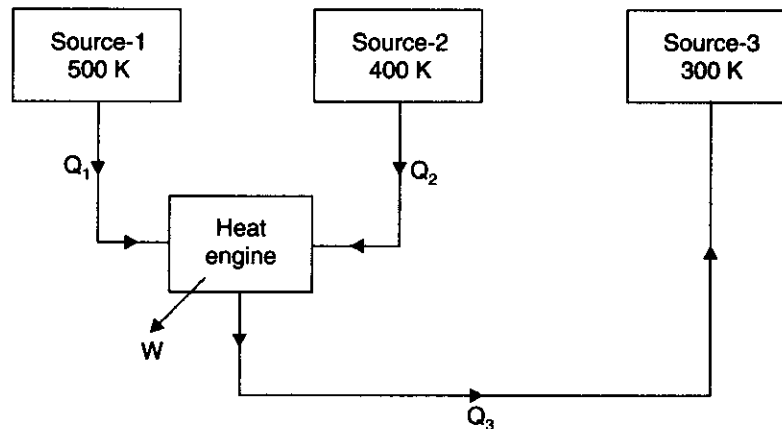 Source-1
500 K
Source-2
400 K
Source-3
300 K
Q₁
Q₂
Heat
engine
W
Q₃